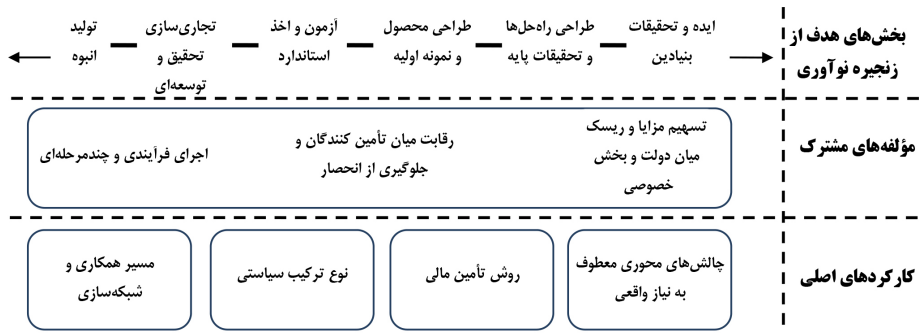 بخش‌های هدف از
زنجیره نوآوری
ایده و تحقیقات
بنیادین
طراحی راه‌حل‌ها
و تحقیقات پایه
طراحی محصول
و نمونه اولیه
آزمون و اخذ
استاندارد
تجاری‌سازی
تحقیق و
توسعه‌ای
تولید
انبوه
مؤلفه‌های مشترک
تسهیم مزایا و ریسک
میان دولت و بخش
خصوصی
رقابت میان تأمین کنندگان و
جلوگیری از انحصار
اجرای فرآیندی و چندمرحله‌ای
کارکردهای اصلی
چالش‌های محوری معطوف
به نیاز واقعی
روش تأمین مالی
نوع ترکیب سیاستی
مسیر همکاری و
شبکه‌سازی